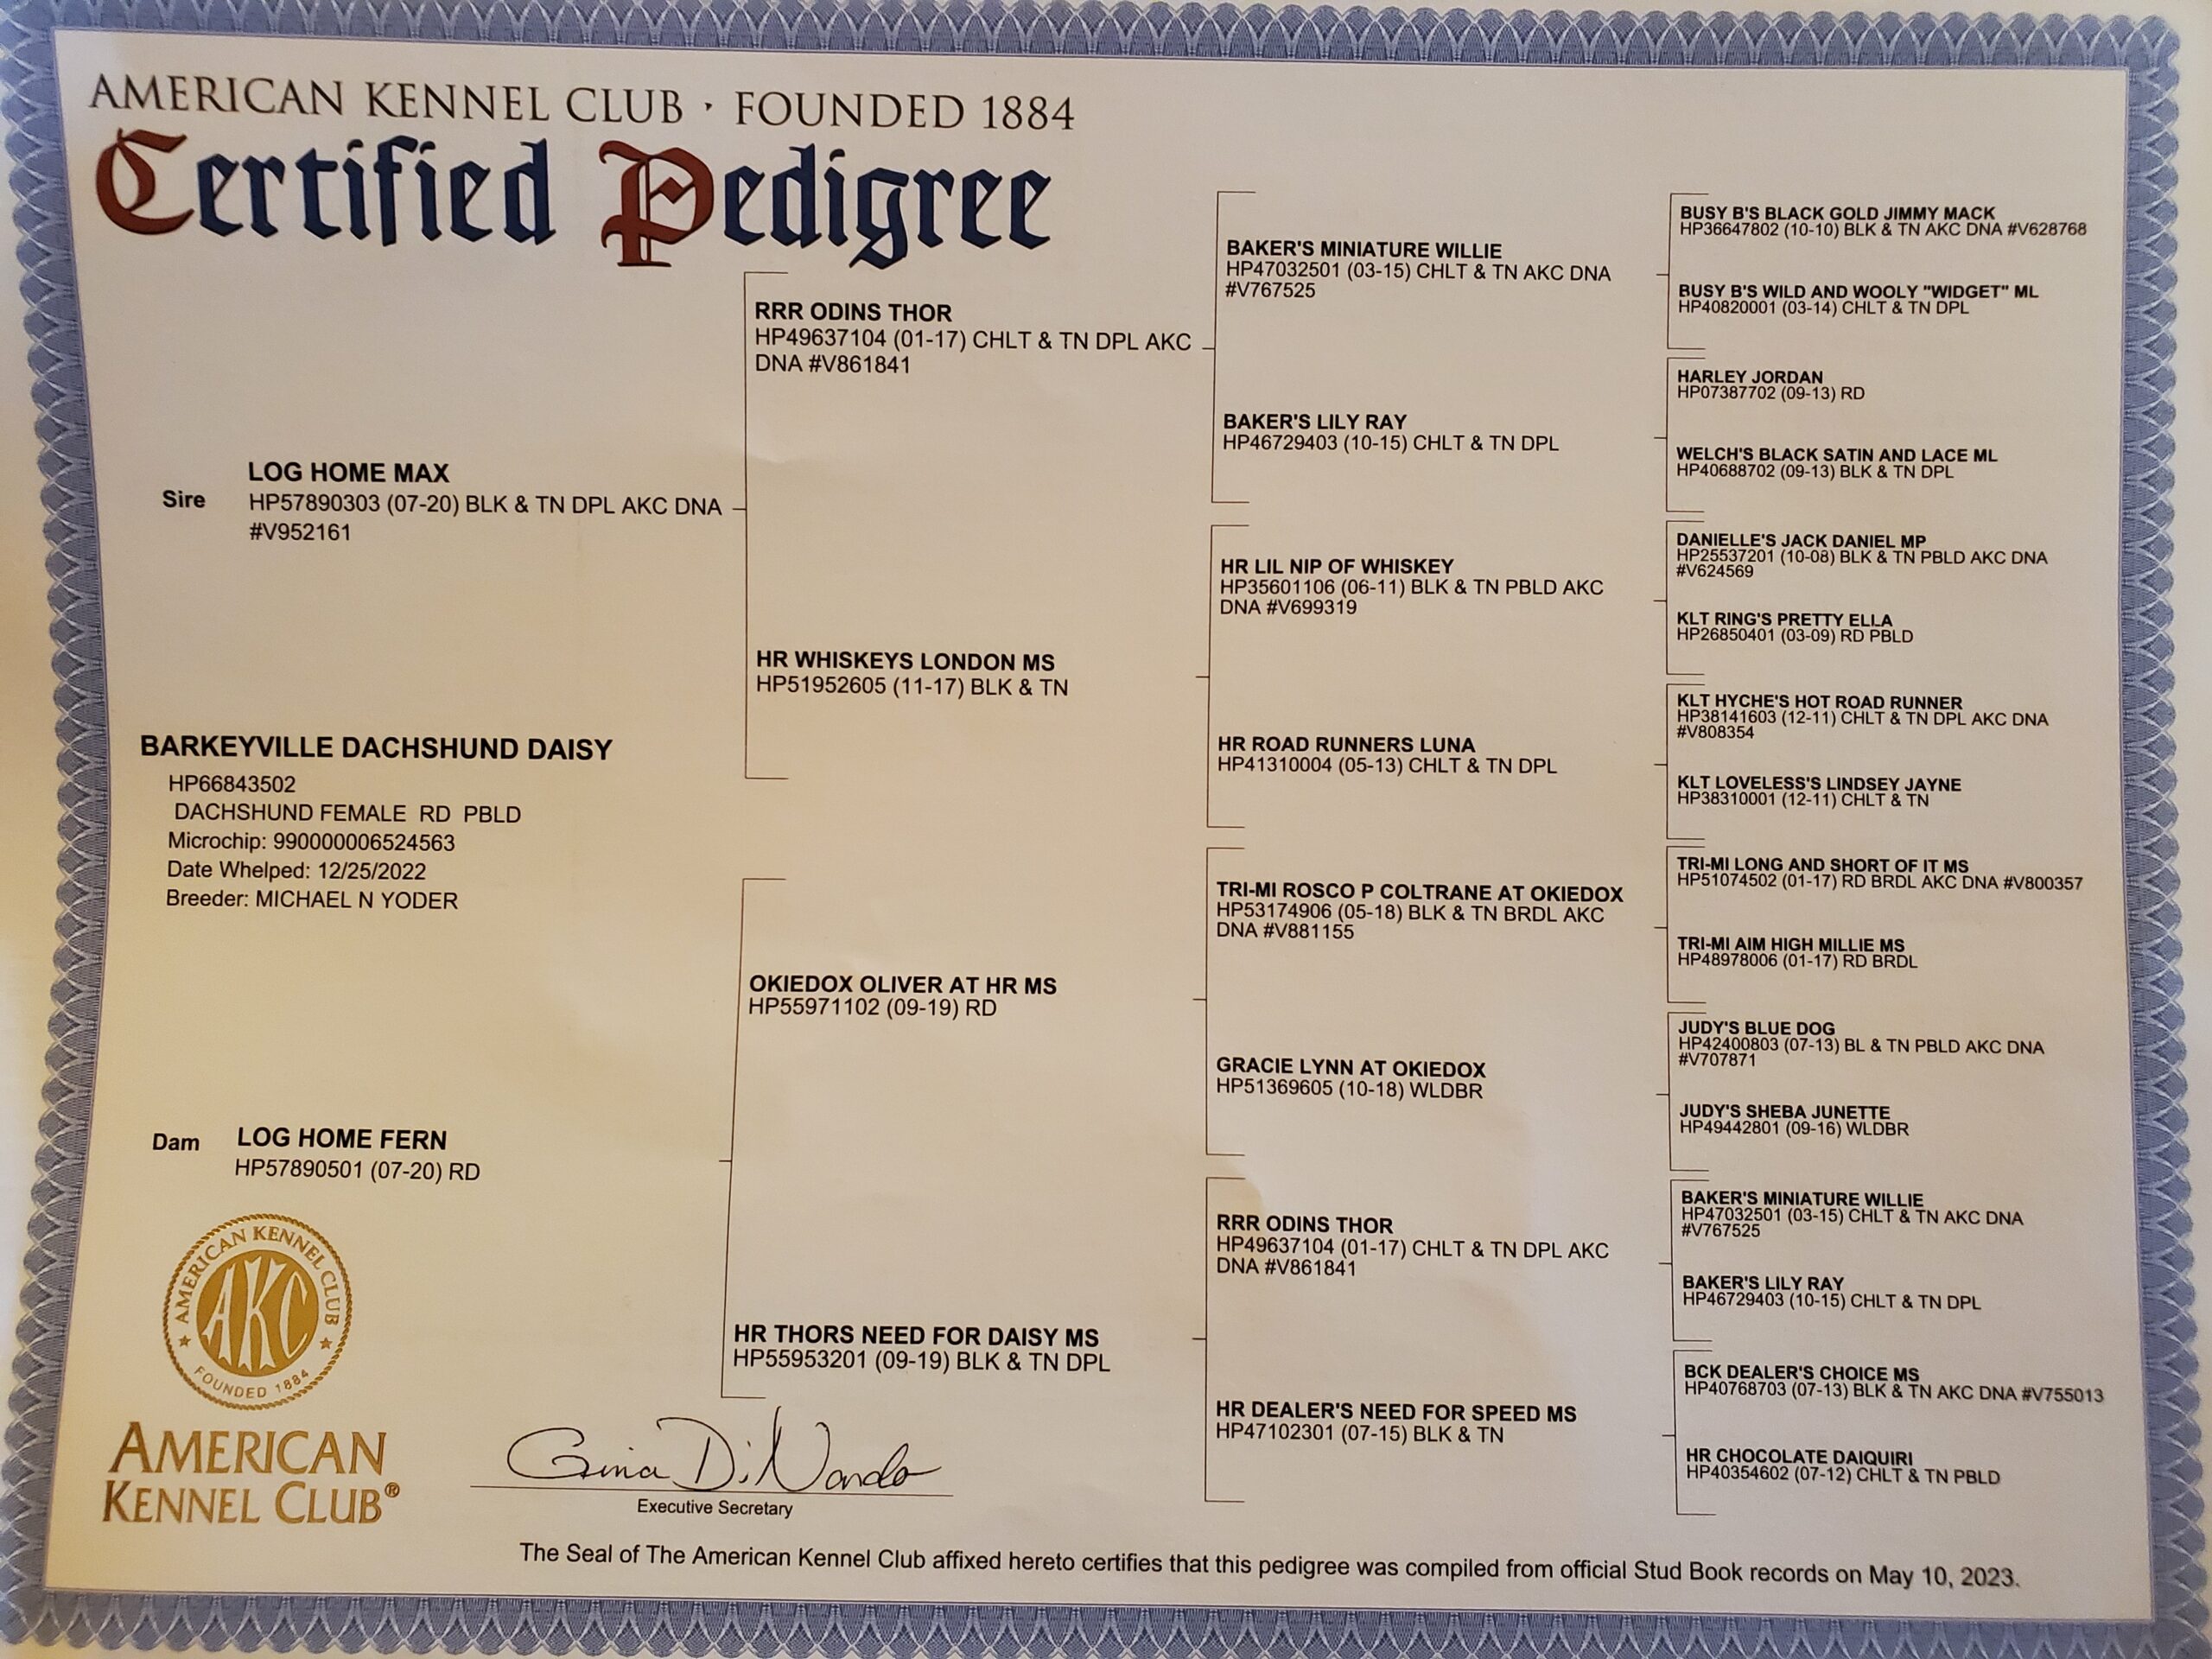 AMERICAN KENNEL CLUB · FOUNDED 1884
Certified Pedigree
Sire
LOG HOME MAX
HP57890303 (07-20) BLK & TN DPL AKC DNA
#V952161
BARKEYVILLE DACHSHUND DAISY
HP66843502
DACHSHUND FEMALE RD PBLD
Microchip: 990000006524563
Date Whelped: 12/25/2022
Breeder: MICHAEL N YODER
Dam
LOG HOME FERN
HP57890501 (07-20) RD
RRR ODINS THOR
HP49637104 (01-17) CHLT & TN DPL AKC
DNA #V861841
HR WHISKEYS LONDON MS
HP51952605 (11-17) BLK & TN
OKIEDOX OLIVER AT HR MS
HP55971102 (09-19) RD
HR THORS NEED FOR DAISY MS
HP55953201 (09-19) BLK & TN DPL
BAKER'S MINIATURE WILLIE
HP47032501 (03-15) CHLT & TN AKC DNA
#V767525
BAKER'S LILY RAY
HP46729403 (10-15) CHLT & TN DPL
HR LIL NIP OF WHISKEY
HP35601106 (06-11) BLK & TN PBLD AKC
DNA #V699319
HR ROAD RUNNERS LUNA
HP41310004 (05-13) CHLT & TN DPL
TRI-MI ROSCO P COLTRANE AT OKIEDOX
HP53174906 (05-18) BLK & TN BRDL AKC
DNA #V881155
GRACIE LYNN AT OKIEDOX
HP51369605 (10-18) WLDBR
RRR ODINS THOR
HP49637104 (01-17) CHLT & TN DPL AKC
DNA #V861841
HR DEALER'S NEED FOR SPEED MS
HP47102301 (07-15) BLK & TN
BUSY B'S BLACK GOLD JIMMY MACK
HP36647802 (10-10) BLK & TN AKC DNA #V628768
BUSY B'S WILD AND WOOLY "WIDGET" ML
HP40820001 (03-14) CHLT & TN DPL
HARLEY JORDAN
HP07387702 (09-13) RD
WELCH'S BLACK SATIN AND LACE ML
HP40688702 (09-13) BLK & TN DPL
DANIELLE'S JACK DANIEL MP
HP25537201 (10-08) BLK & TN PBLD AKC DNA
#V624569
KLT RING'S PRETTY ELLA
HP26850401 (03-09) RD PBLD
KLT HYCHE'S HOT ROAD RUNNER
HP38141603 (12-11) CHLT & TN DPL AKC DNA
#V808354
KLT LOVELESS'S LINDSEY JAYNE
HP38310001 (12-11) CHLT & TN
TRI-MI LONG AND SHORT OF IT MS
HP51074502 (01-17) RD BRDL AKC DNA #V800357
TRI-MI AIM HIGH MILLIE MS
HP48978006 (01-17) RD BRDL
JUDY'S BLUE DOG
HP42400803 (07-13) BL & TN PBLD AKC DNA
#V707871
JUDY'S SHEBA JUNETTE
HP49442801 (09-16) WLDBR
BAKER'S MINIATURE WILLIE
HP47032501 (03-15) CHLT & TN AKC DNA
#V767525
BAKER'S LILY RAY
HP46729403 (10-15) CHLT & TN DPL
BCK DEALER'S CHOICE MS
HP40768703 (07-13) BLK & TN AKC DNA #V755013
HR CHOCOLATE DAIQUIRI
HP40354602 (07-12) CHLT & TN PBLD
AMERICAN KENNEL CLUB
AKC
FOUNDED 1884
AMERICAN
KENNEL CLUB®
Gina DiNardo
Executive Secretary
The Seal of The American Kennel Club affixed hereto certifies that this pedigree was compiled from official Stud Book records on May 10, 2023.